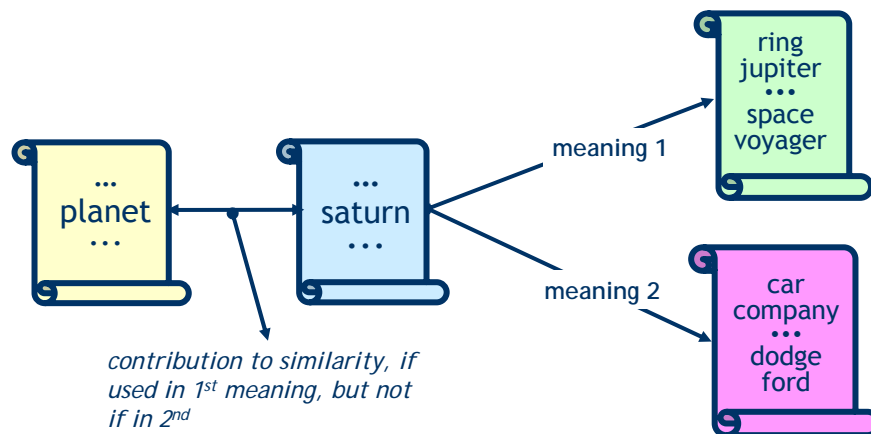 ...
planet
...
...
saturn
...
meaning 1
ring
jupiter
...
space
voyager
meaning 2
car
company
...
dodge
ford
contribution to similarity, if
used in 1st meaning, but not
if in 2nd